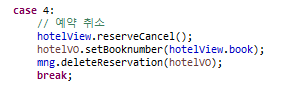 case 4:
// 예약 취소
hotelView.reserveCancel();
hotelVO.setBooknumber(hotelView.book);
mng.deleteReservation(hotelVO);
break;